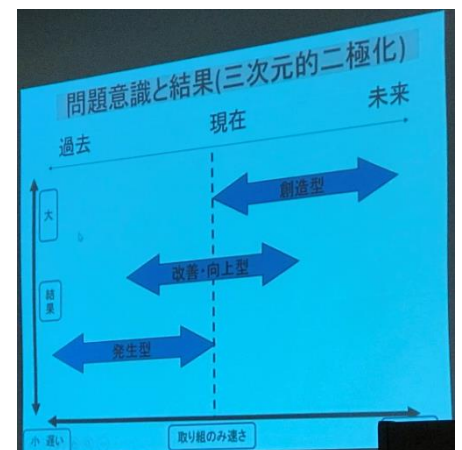 問題意識と結果(三次元的二極化)
過去
現在
未来
大
創造型
改善・向上型
結果
発生型
小 遅い
取り組のみ速さ